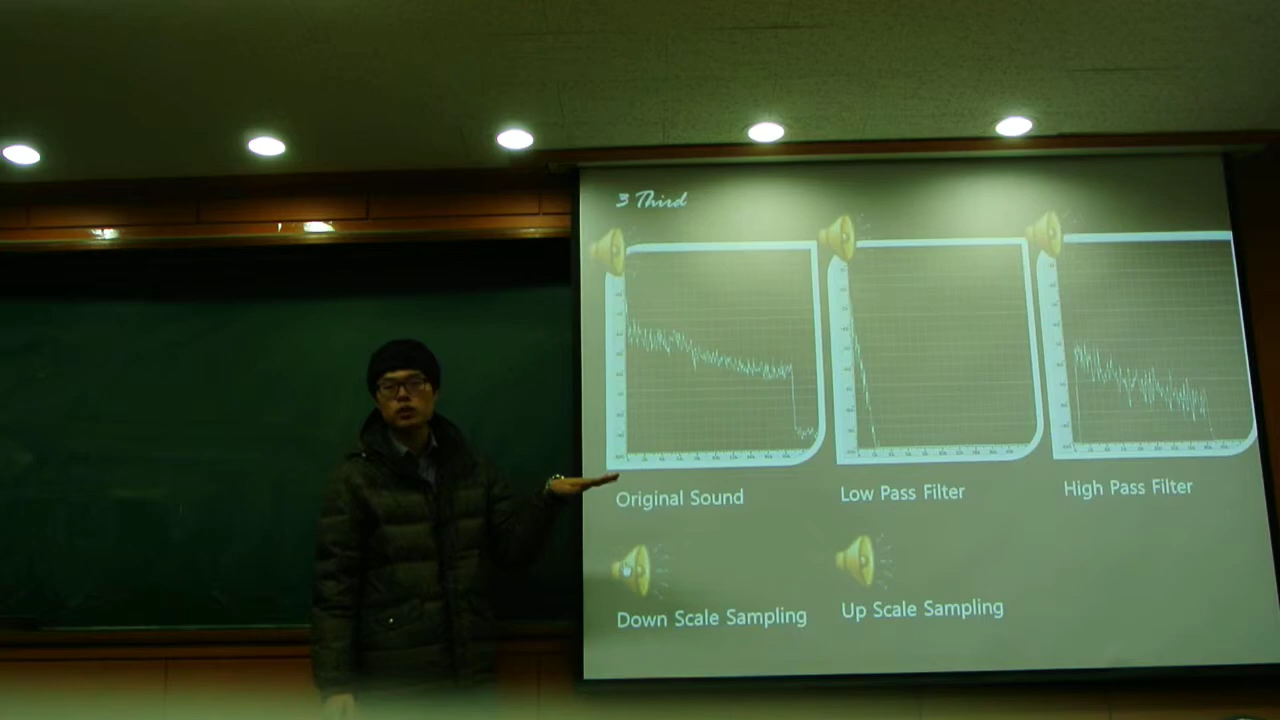 3 Third
Original Sound
Low Pass Filter
High Pass Filter
Down Scale Sampling
Up Scale Sampling